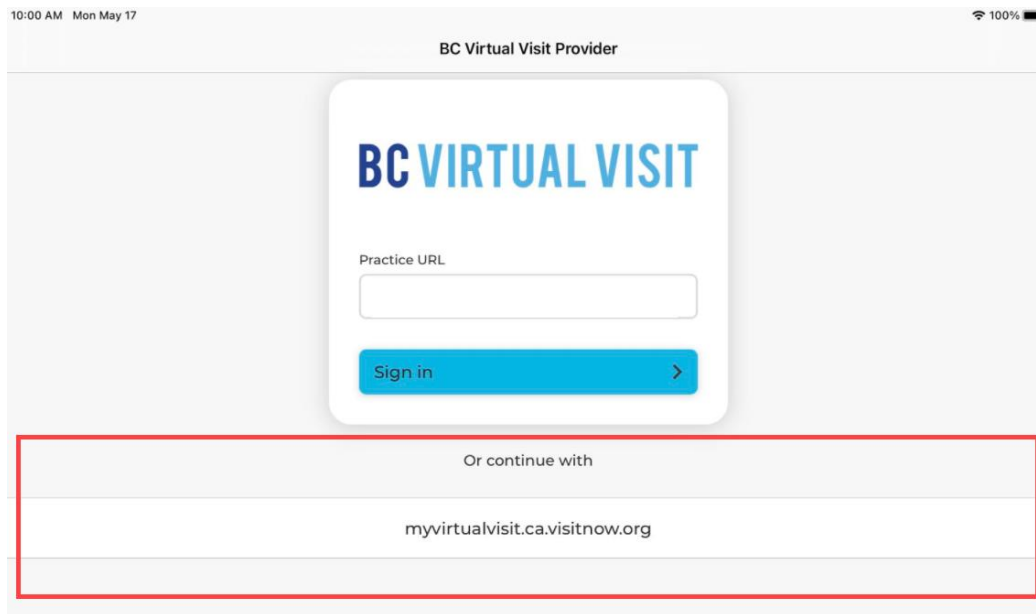 10:00 AM Mon May 17
100%
BC Virtual Visit Provider
BC VIRTUAL VISIT
Practice URL
Sign in
Or continue with
myvirtualvisit.ca.visitnow.org